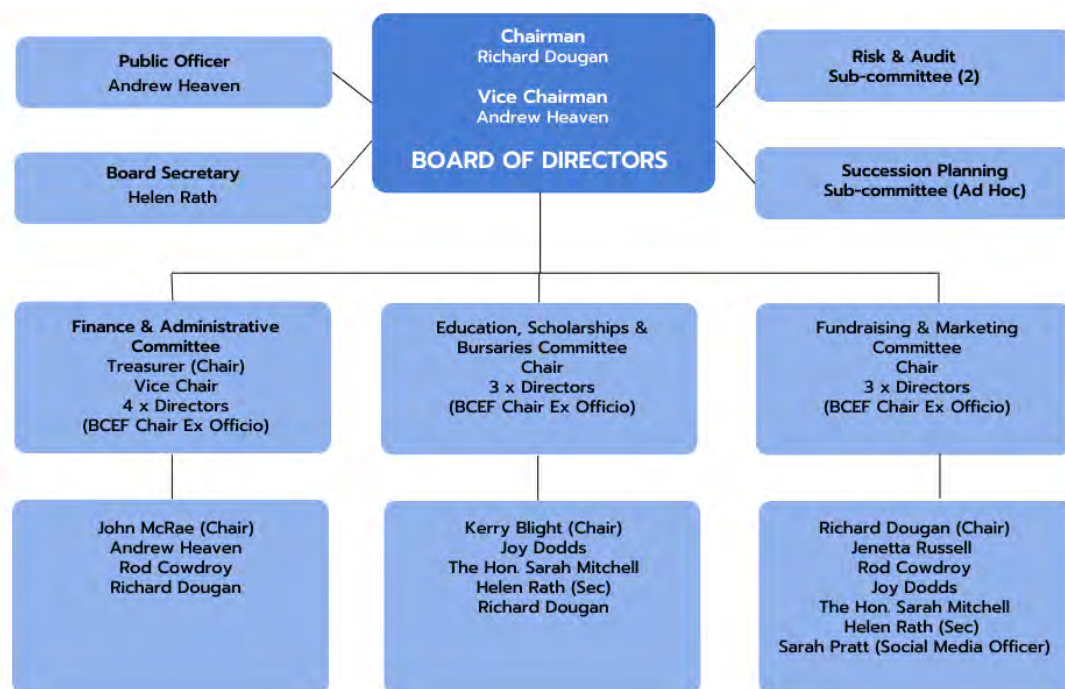 Public Officer
Andrew Heaven
Board Secretary
Helen Rath
Chairman
Richard Dougan
Vice Chairman
Andrew Heaven
BOARD OF DIRECTORS
Risk & Audit
Sub-committee (2)
Succession Planning
Sub-committee (Ad Hoc)
Finance & Administrative
Committee
Treasurer (Chair)
Vice Chair
4 x Directors
(BCEF Chair Ex Officio)
Education, Scholarships &
Bursaries Committee
Chair
3 x Directors
(BCEF Chair Ex Officio)
Fundraising & Marketing
Committee
Chair
3 x Directors
(BCEF Chair Ex Officio)
John McRae (Chair)
Andrew Heaven
Rod Cowdroy
Richard Dougan
Kerry Blight (Chair)
Joy Dodds
The Hon. Sarah Mitchell
Helen Rath (Sec)
Richard Dougan
Richard Dougan (Chair)
Jenetta Russell
Rod Cowdroy
Joy Dodds
The Hon. Sarah Mitchell
Helen Rath (Sec)
Sarah Pratt (Social Media Officer)